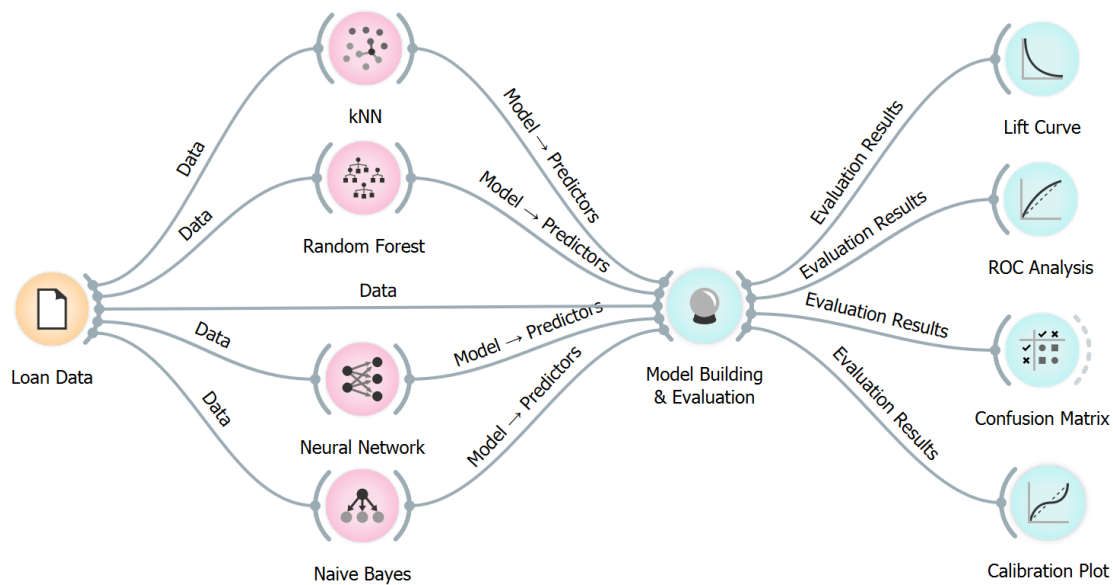 kNN
Random Forest
Neural Network
Naive Bayes
Loan Data
Data
Data
Data
Data
Data
Model → Predictors
Model → Predictors
Model → Predictors
Model → Predictors
Model Building
& Evaluation
Evaluation Results
Evaluation Results
Evaluation Results
Evaluation Results
Lift Curve
ROC Analysis
Confusion Matrix
Calibration Plot